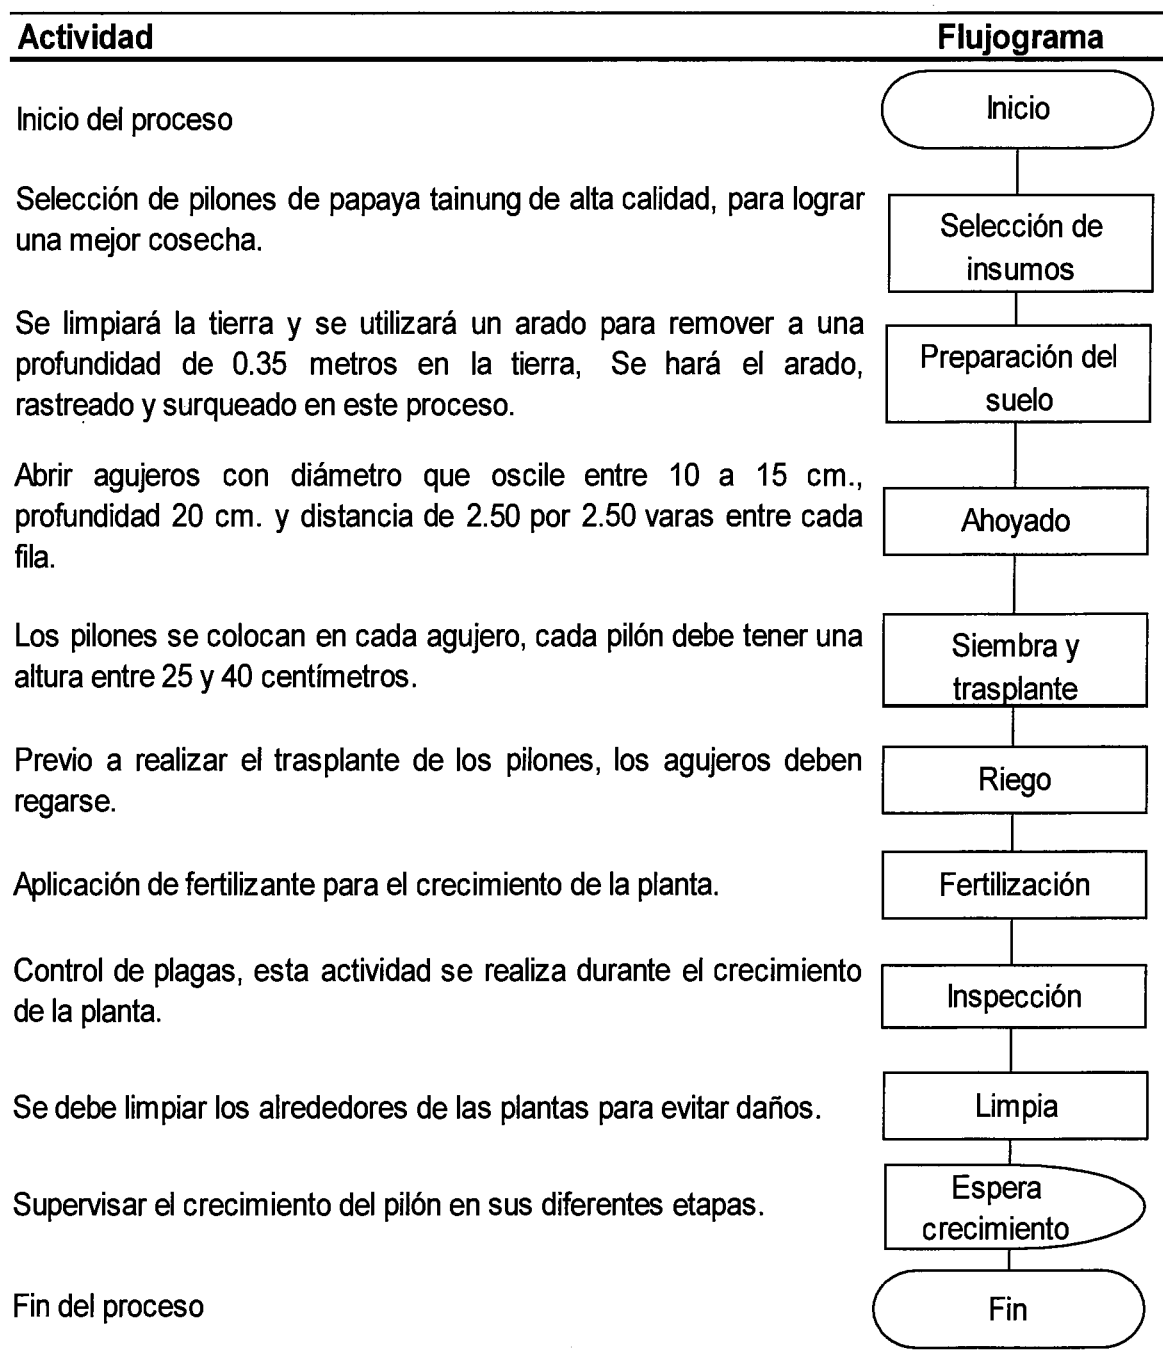 Actividad Flujograma
Inicio del proceso
Inicio
Selección de pilones de papaya tainung de alta calidad, para lograr
una mejor cosecha.
Selección de
insumos
Se limpiará la tierra y se utilizará un arado para remover a una
profundidad de 0.35 metros en la tierra, Se hará el arado,
rastreado y surqueado en este proceso.
Preparación del
suelo
Abrir agujeros con diámetro que oscile entre 10 a 15 cm.,
profundidad 20 cm. y distancia de 2.50 por 2.50 varas entre cada
fila.
Ahoyado
Los pilones se colocan en cada agujero, cada pilón debe tener una
altura entre 25 y 40 centímetros.
Siembra y
trasplante
Previo a realizar el trasplante de los pilones, los agujeros deben
regarse.
Riego
Aplicación de fertilizante para el crecimiento de la planta.
Fertilización
Control de plagas, esta actividad se realiza durante el crecimiento
de la planta.
Inspección
Se debe limpiar los alrededores de las plantas para evitar daños.
Limpia
Supervisar el crecimiento del pilón en sus diferentes etapas.
Espera
crecimiento
Fin del proceso
Fin